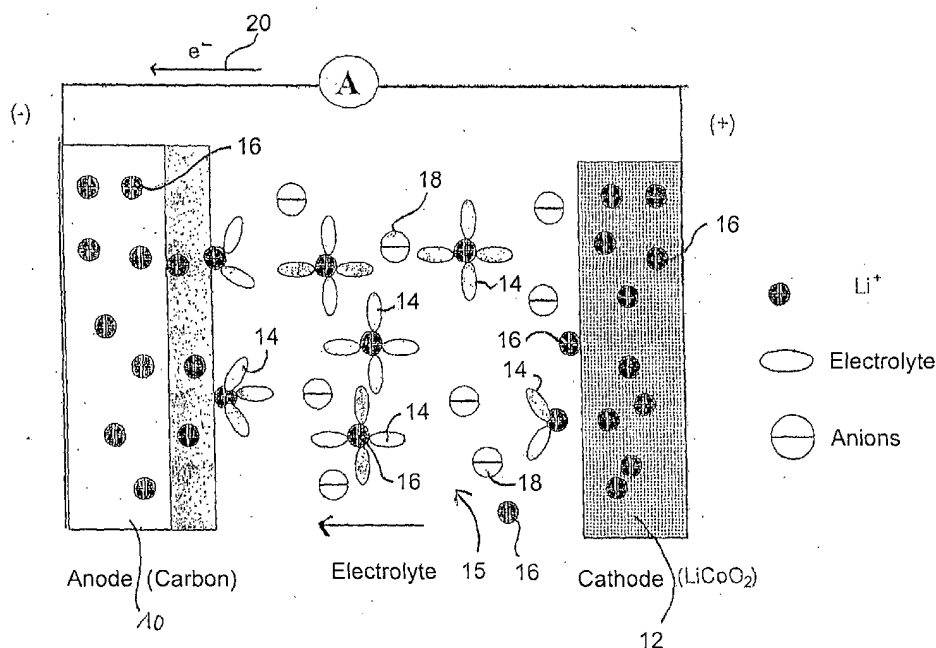 20
e⁻
A
(-)
(+)
16
18
16
14
14
Li⁺
14
16
14
Electrolyte
14
Anions
16
18
16
Anode (Carbon)
Electrolyte
15
Cathode (LiCoO₂)
10
12